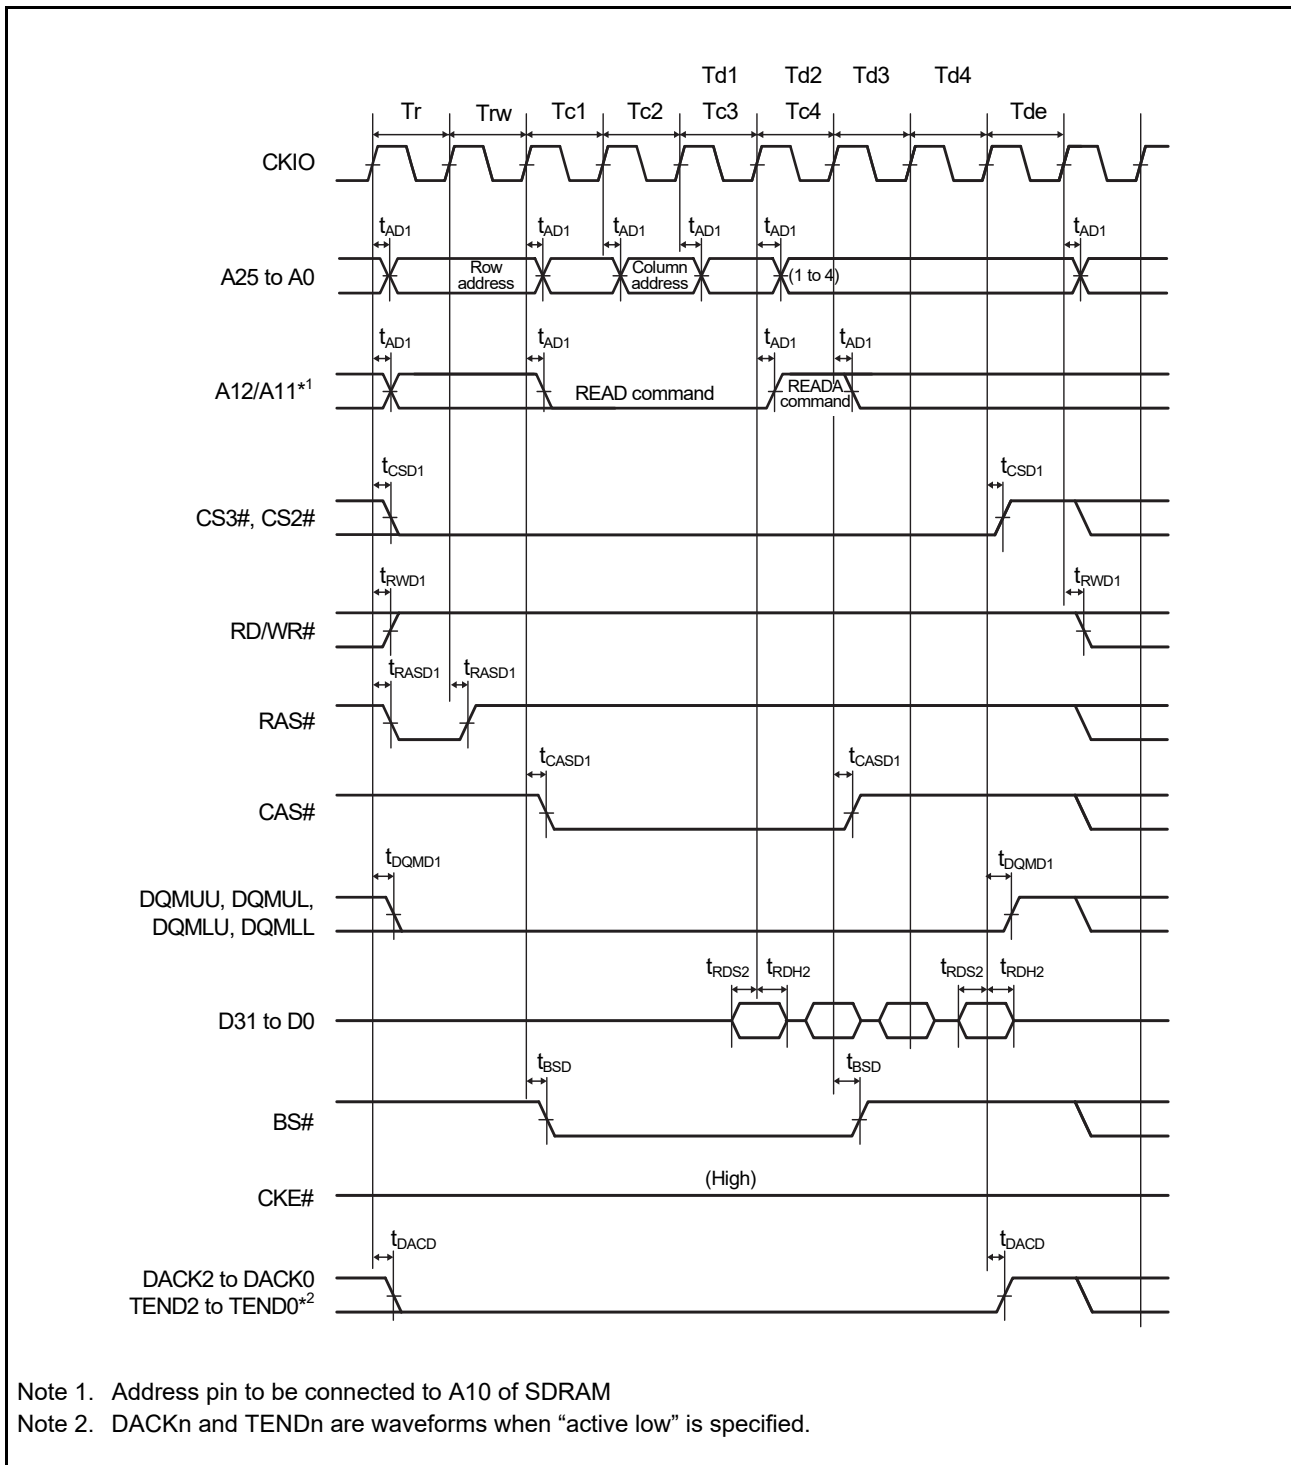 Td1 Td2 Td3 Td4
Tr Trw Tc1 Tc2 Tc3 Tc4 Tde
CKIO
tAD1 tAD1 tAD1 tAD1 tAD1 tAD1
A25 to A0
Row address
Column address
(1 to 4)
tAD1 tAD1 tAD1 tAD1
A12/A11*1
READ command
READA command
tCSD1 tCSD1
CS3#, CS2#
tRWD1 tRWD1
RD/WR#
tRASD1 tRASD1
RAS#
tCASD1 tCASD1
CAS#
tDQMD1 tDQMD1
DQMUU, DQMUL,
DQMLU, DQMLL
tRDS2 tRDH2 tRDS2 tRDH2
D31 to D0
tBSD tBSD
BS#
(High)
CKE#
tDACD tDACD
DACK2 to DACK0
TEND2 to TEND0*2
Note 1. Address pin to be connected to A10 of SDRAM
Note 2. DACKn and TENDn are waveforms when “active low” is specified.